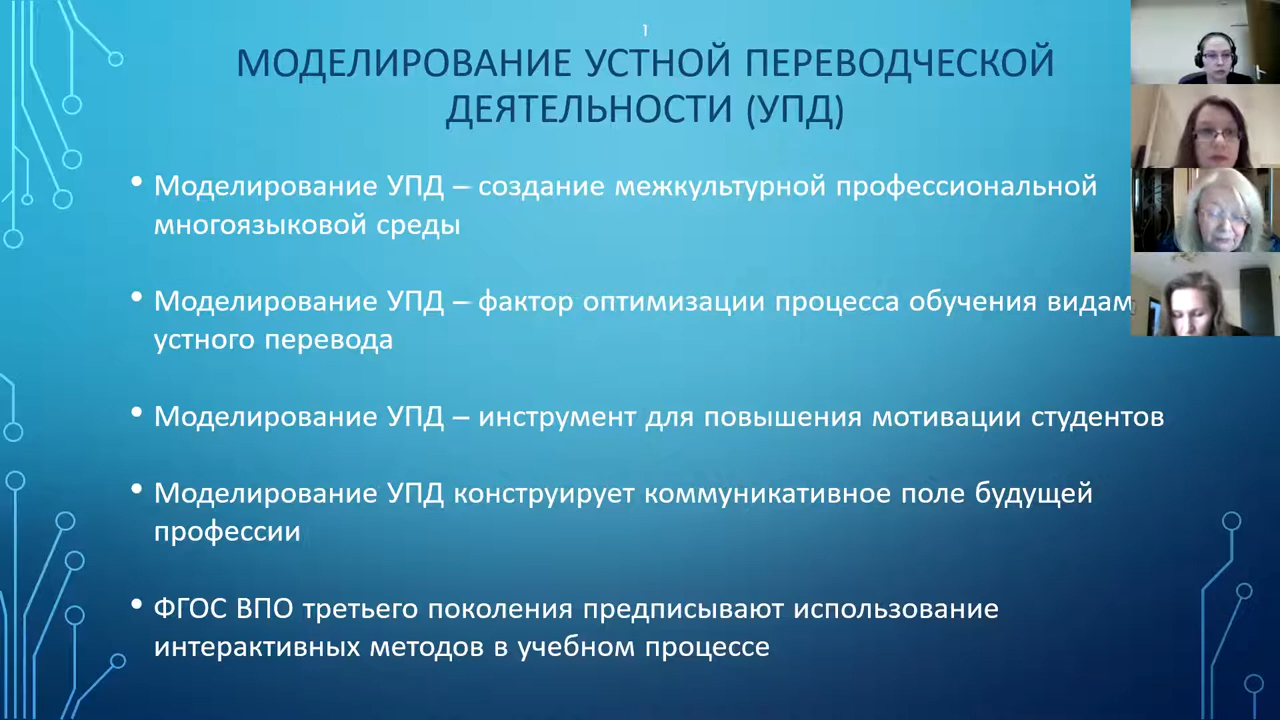 1
МОДЕЛИРОВАНИЕ УСТНОЙ ПЕРЕВОДЧЕСКОЙ
ДЕЯТЕЛЬНОСТИ (УПД)
• Моделирование УПД – создание межкультурной профессиональной
многоязыковой среды
• Моделирование УПД – фактор оптимизации процесса обучения видам
устного перевода
• Моделирование УПД – инструмент для повышения мотивации студентов
• Моделирование УПД конструирует коммуникативное поле будущей
профессии
• ФГОС ВПО третьего поколения предписывают использование
интерактивных методов в учебном процессе